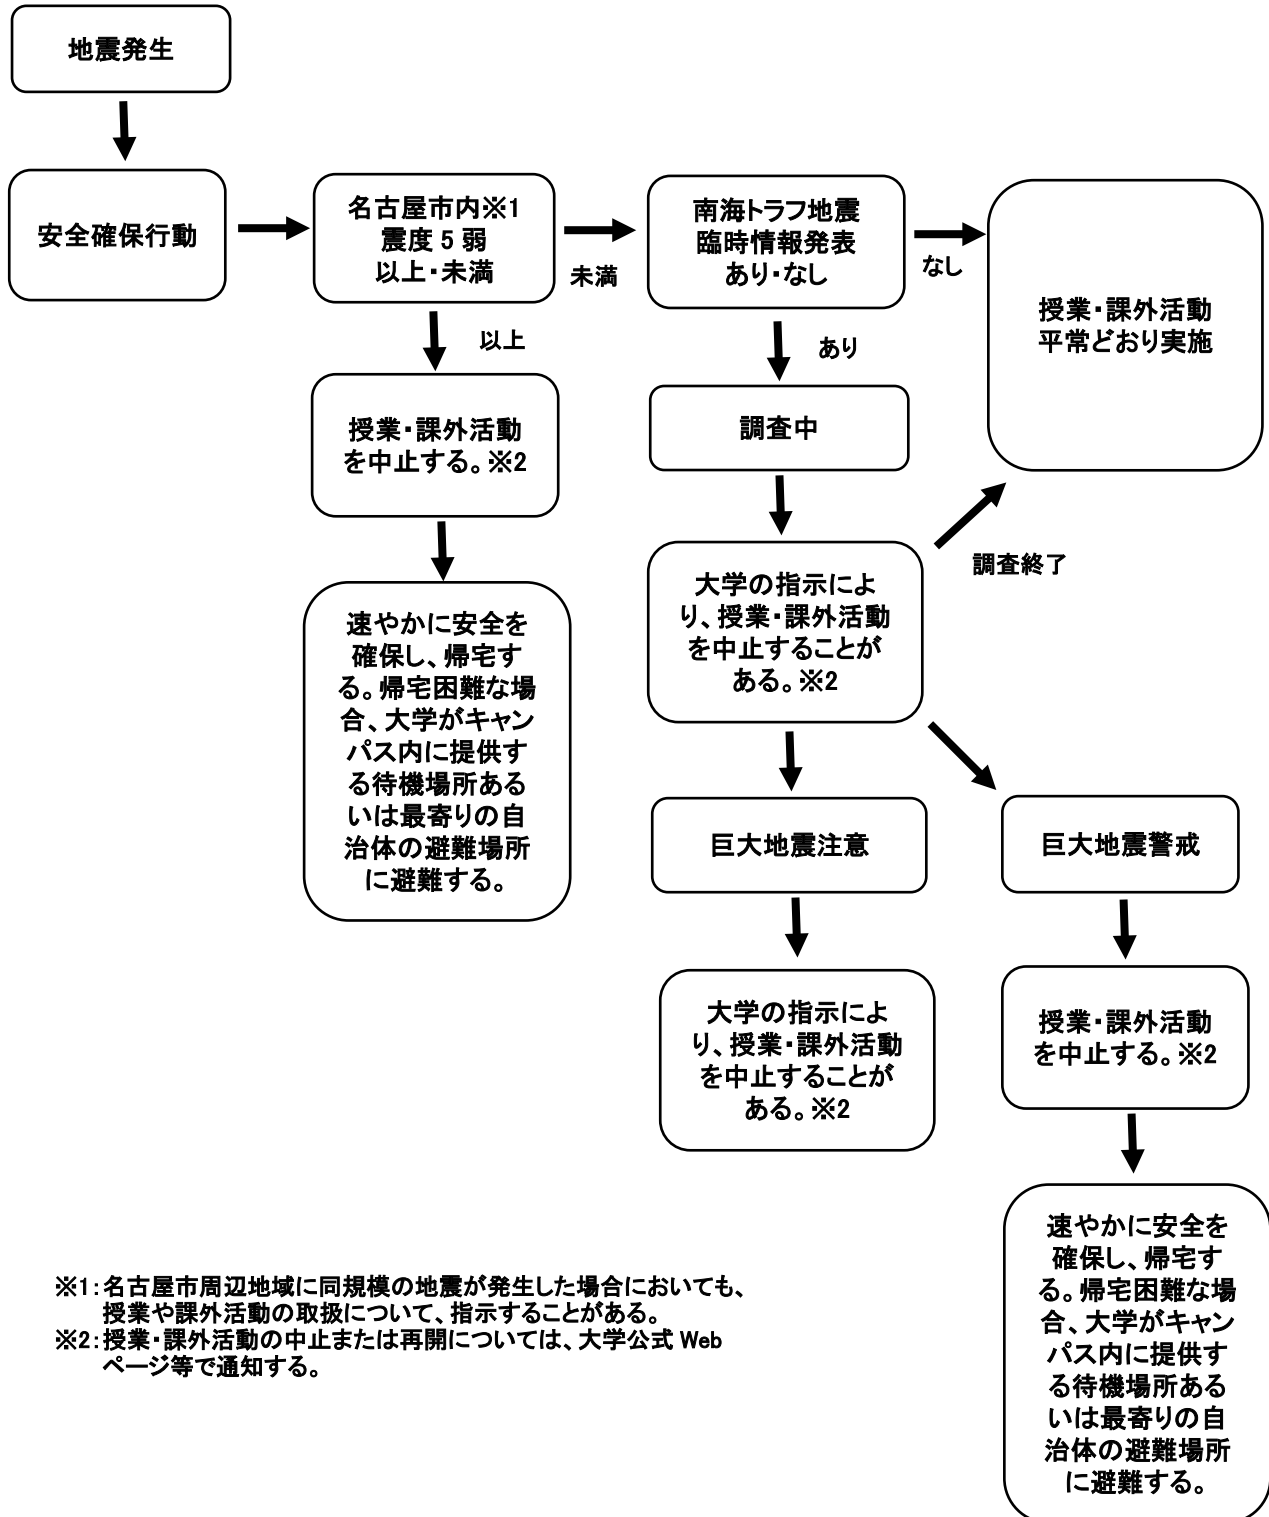 地震発生
安全確保行動
名古屋市内※1
震度5弱
以上・未満
未満
南海トラフ地震
臨時情報発表
あり・なし
なし
授業・課外活動
平常どおり実施
以上
あり
授業・課外活動
を中止する。※2
調査中
速やかに安全を
確保し、帰宅す
る。帰宅困難な場
合、大学がキャン
パス内に提供す
る待機場所ある
いは最寄りの自
治体の避難場所
に避難する。
大学の指示によ
り、授業・課外活動
を中止することが
ある。※2
調査終了
巨大地震注意
巨大地震警戒
大学の指示によ
り、授業・課外活動
を中止することが
ある。※2
授業・課外活動
を中止する。※2
速やかに安全を
確保し、帰宅す
る。帰宅困難な場
合、大学がキャン
パス内に提供す
る待機場所ある
いは最寄りの自
治体の避難場所
に避難する。
※1:名古屋市周辺地域に同規模の地震が発生した場合においても、
授業や課外活動の取扱について、指示することがある。
※2:授業・課外活動の中止または再開については、大学公式 Web
ページ等で通知する。